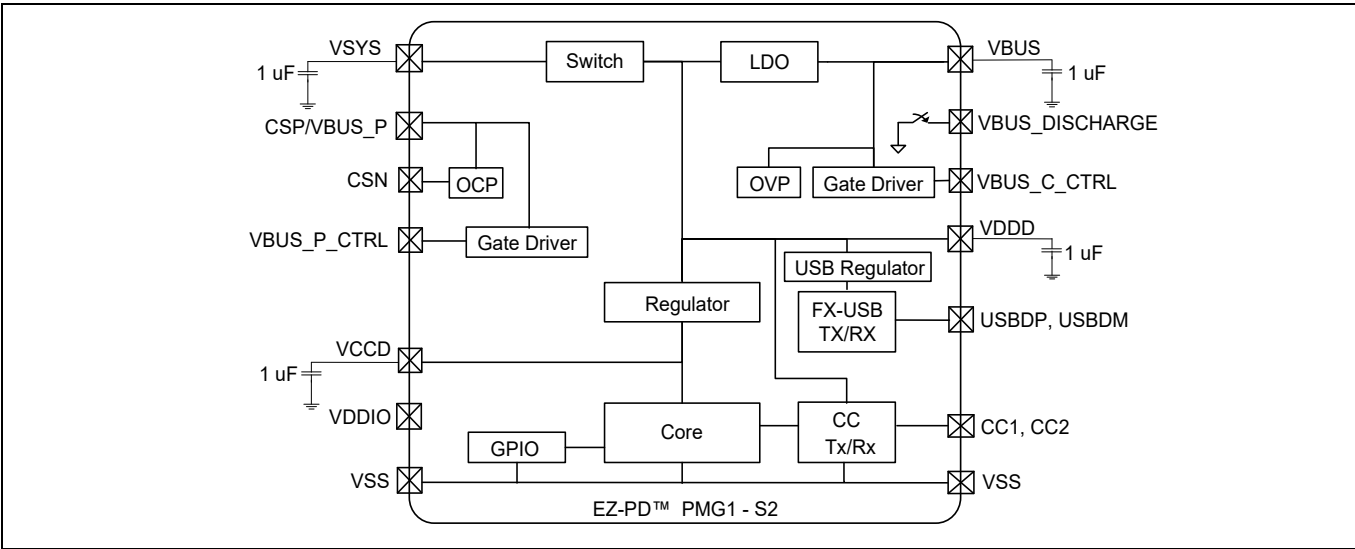 VSYS
Switch
LDO
VBUS
1 uF
1 uF
CSP/VBUS_P
VBUS_DISCHARGE
CSN
OCP
OVP
Gate Driver
VBUS_C_CTRL
VBUS_P_CTRL
Gate Driver
VDDD
1 uF
USB Regulator
Regulator
FX-USB
TX/RX
USBDP, USBDM
VCCD
1 uF
VDDIO
Core
CC
Tx/Rx
CC1, CC2
GPIO
VSS
VSS
EZ-PD™ PMG1 - S2